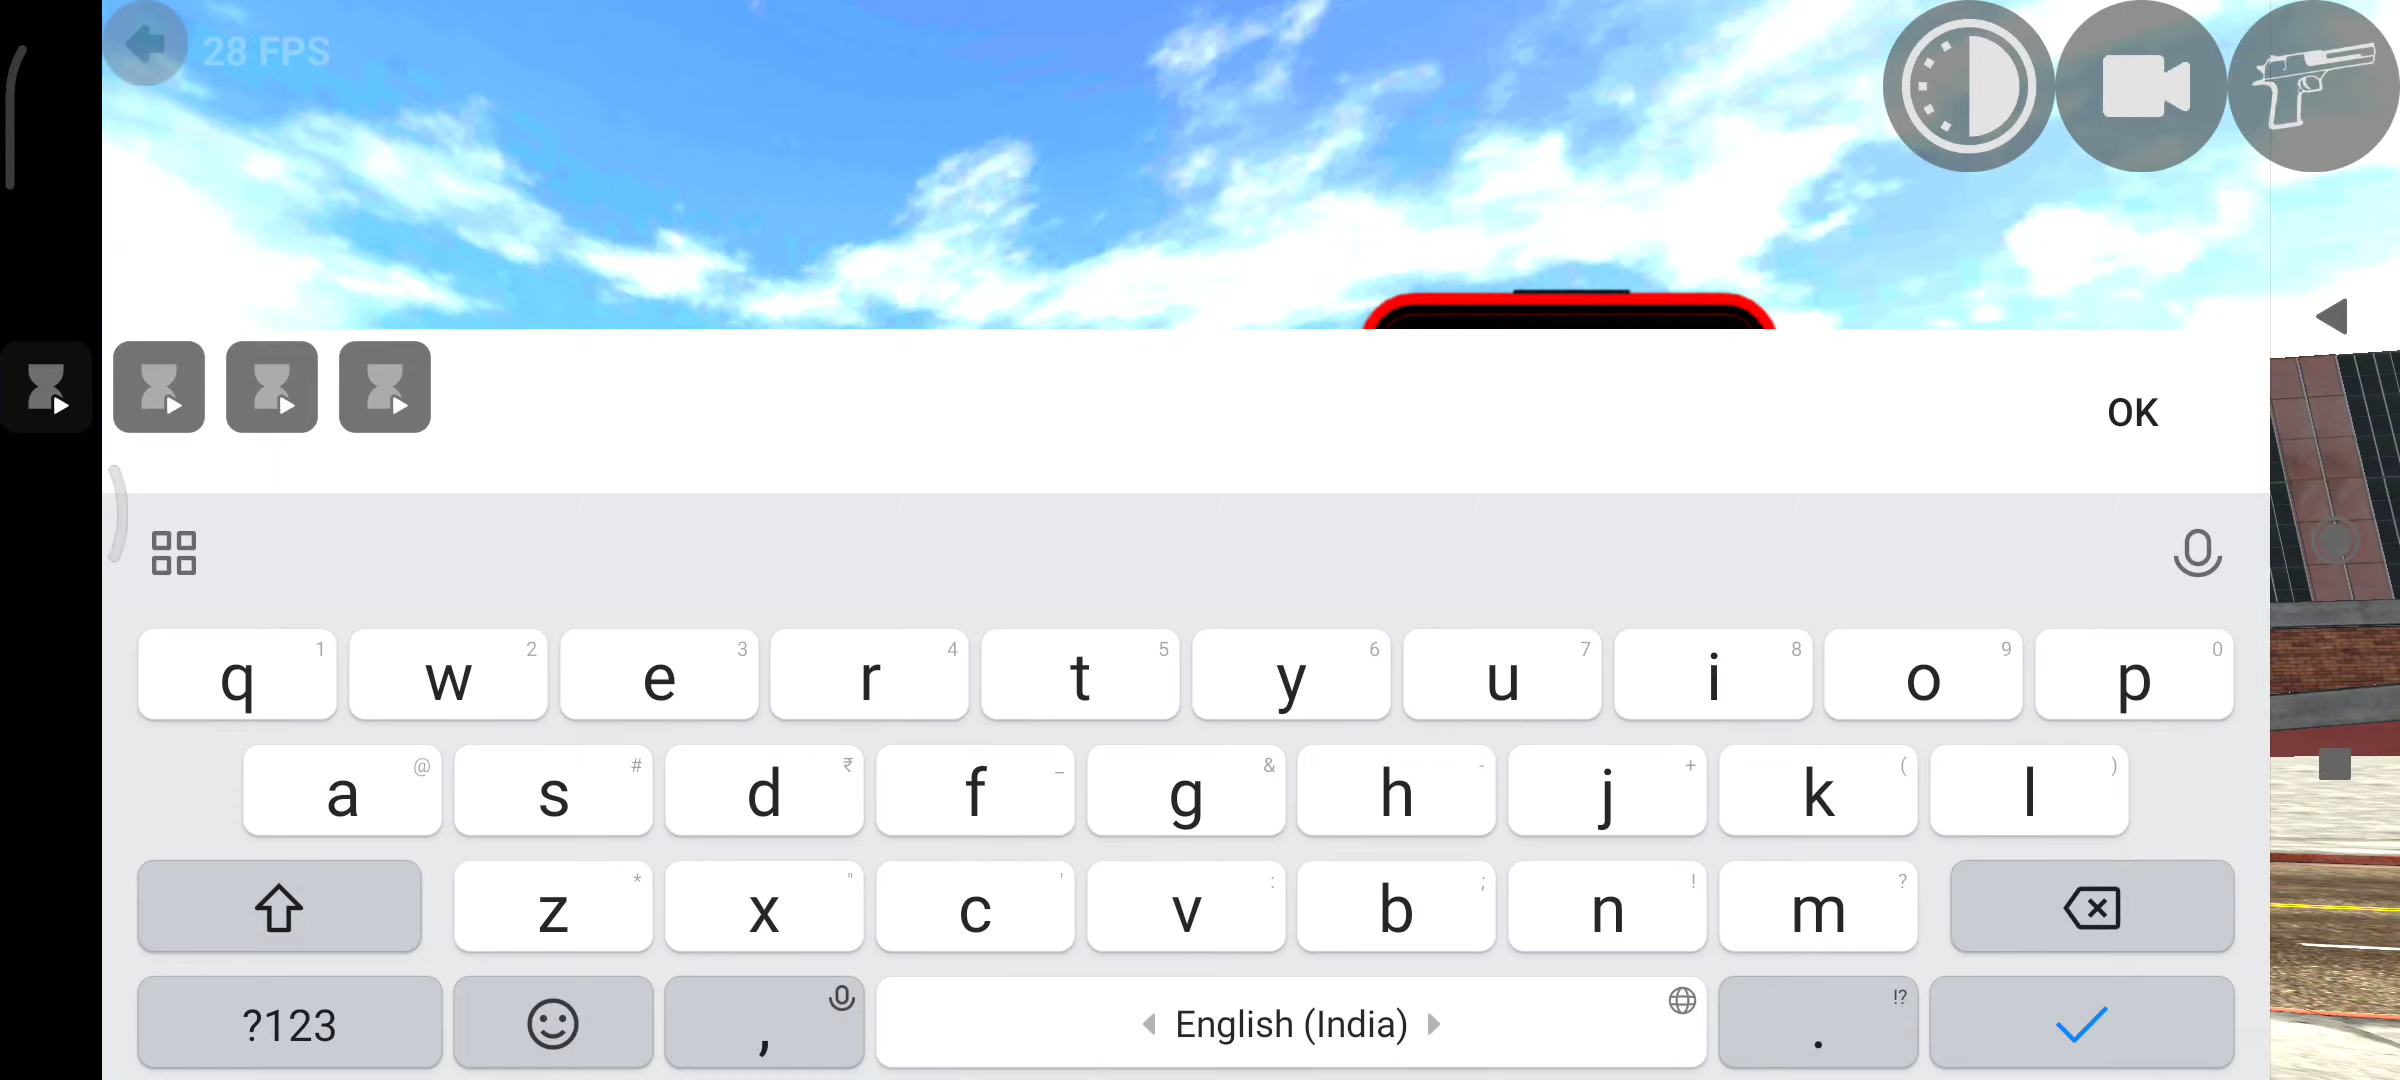 28 FPS
OK
q 1 w 2 e 3 r 4 t 5 y 6 u 7 i 8 o 9 p 0
a @ s # d ₹ f _ g & h - j + k ( l )
z * x " c ' v : b ; n ! m ?
?123 , English (India) . !?